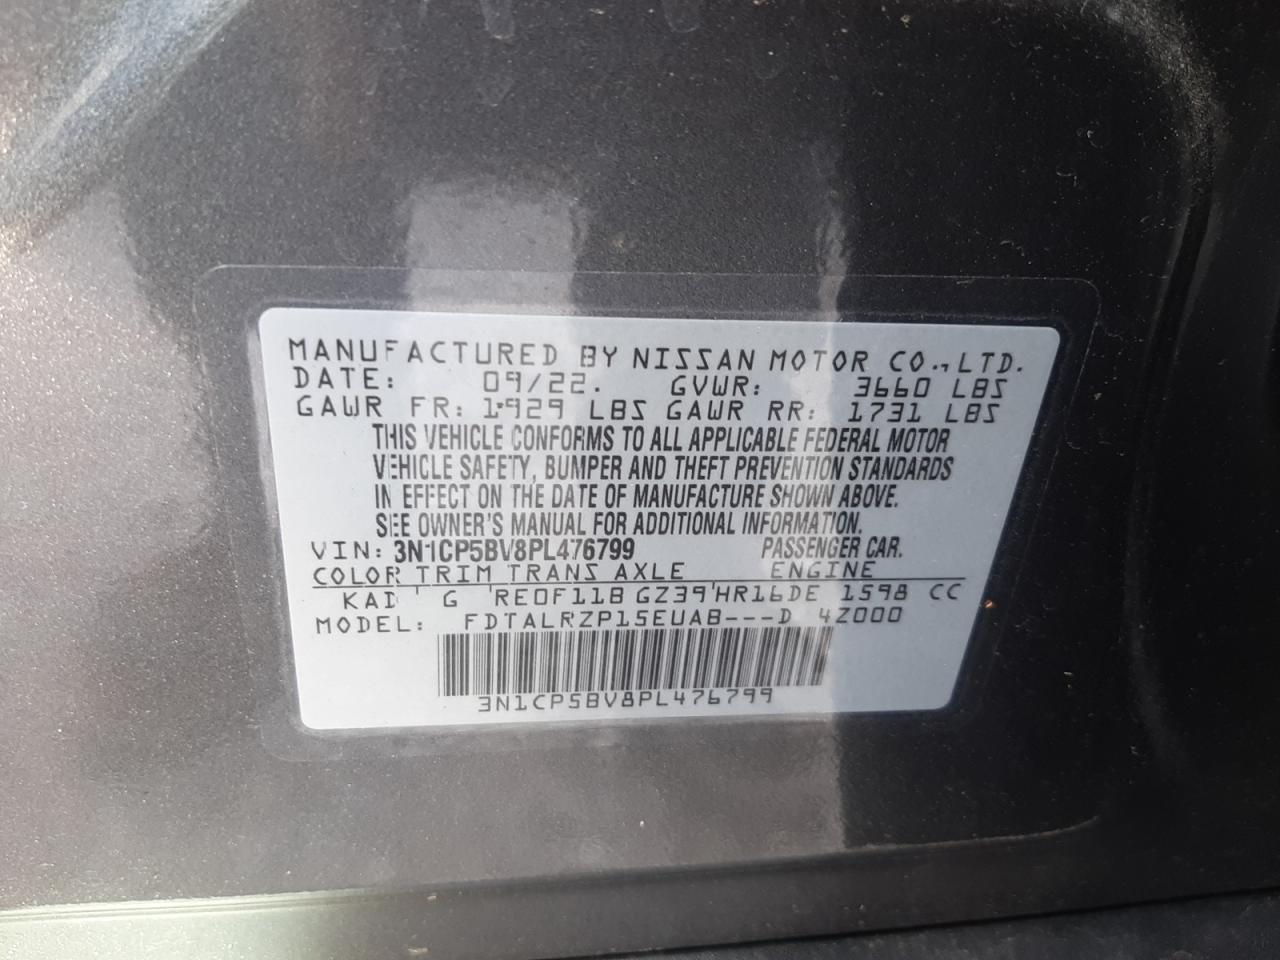 MANUFACTURED BY NISSAN MOTOR CO., LTD.
DATE: 09/22. GVWR: 3660 LBS
GAWR FR: 1929 LBS GAWR RR: 1731 LBS
THIS VEHICLE CONFORMS TO ALL APPLICABLE FEDERAL MOTOR
VEHICLE SAFETY, BUMPER AND THEFT PREVENTION STANDARDS
IN EFFECT ON THE DATE OF MANUFACTURE SHOWN ABOVE.
SEE OWNER'S MANUAL FOR ADDITIONAL INFORMATION.
VIN: 3N1CP5BV8PL476799 PASSENGER CAR.
COLOR TRIM TRANS AXLE ENGINE
KAD G RE0F11B GZ39 HR16DE 1598 CC
MODEL: FDTALRZP15EUAB---D 4Z000
3N1CP5BV8PL476799